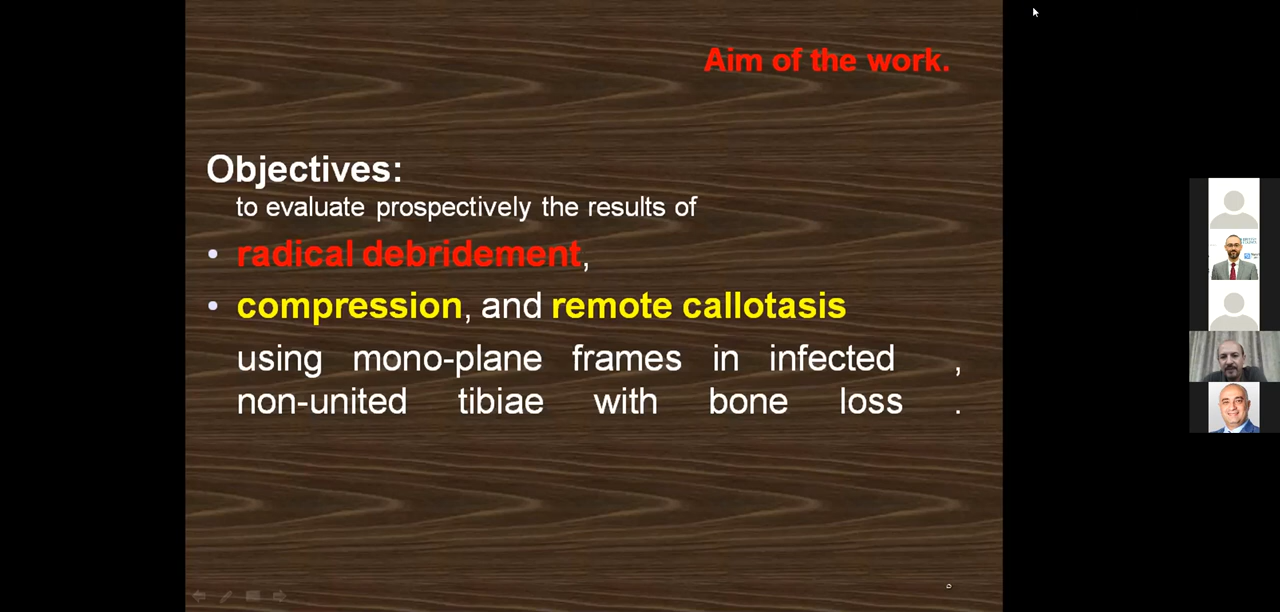 Aim of the work.
Objectives:
to evaluate prospectively the results of
• radical debridement,
• compression, and remote callotasis
using mono-plane frames in infected ,
non-united tibiae with bone loss .